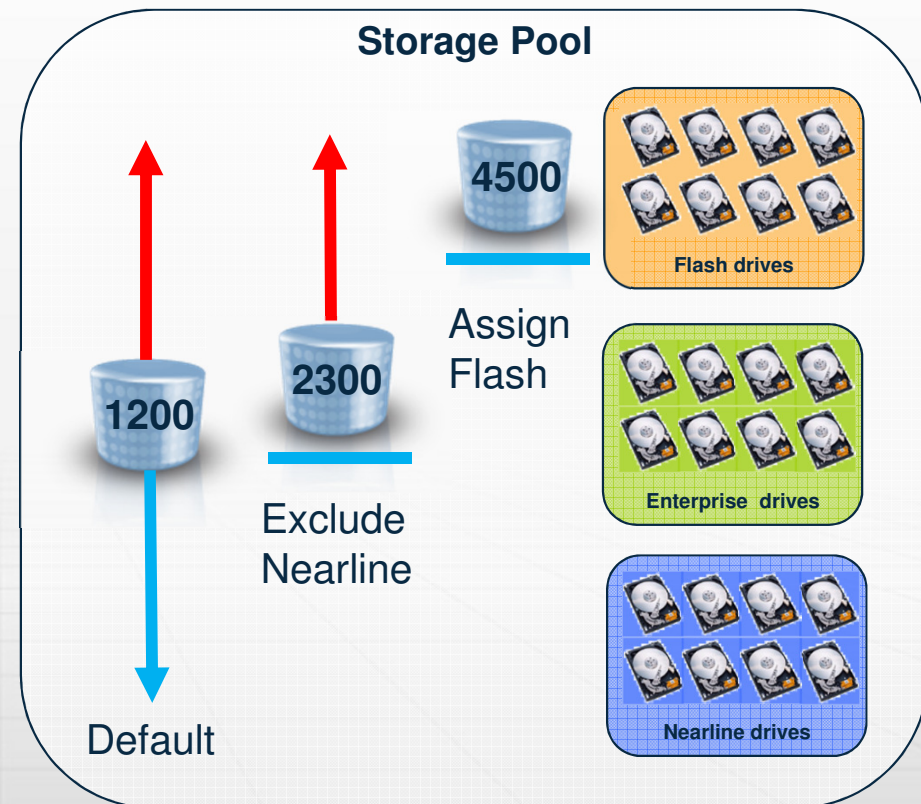 Storage Pool
4500
Flash drives
Assign
Flash
2300
1200
Enterprise drives
Exclude
Nearline
Nearline drives
Default